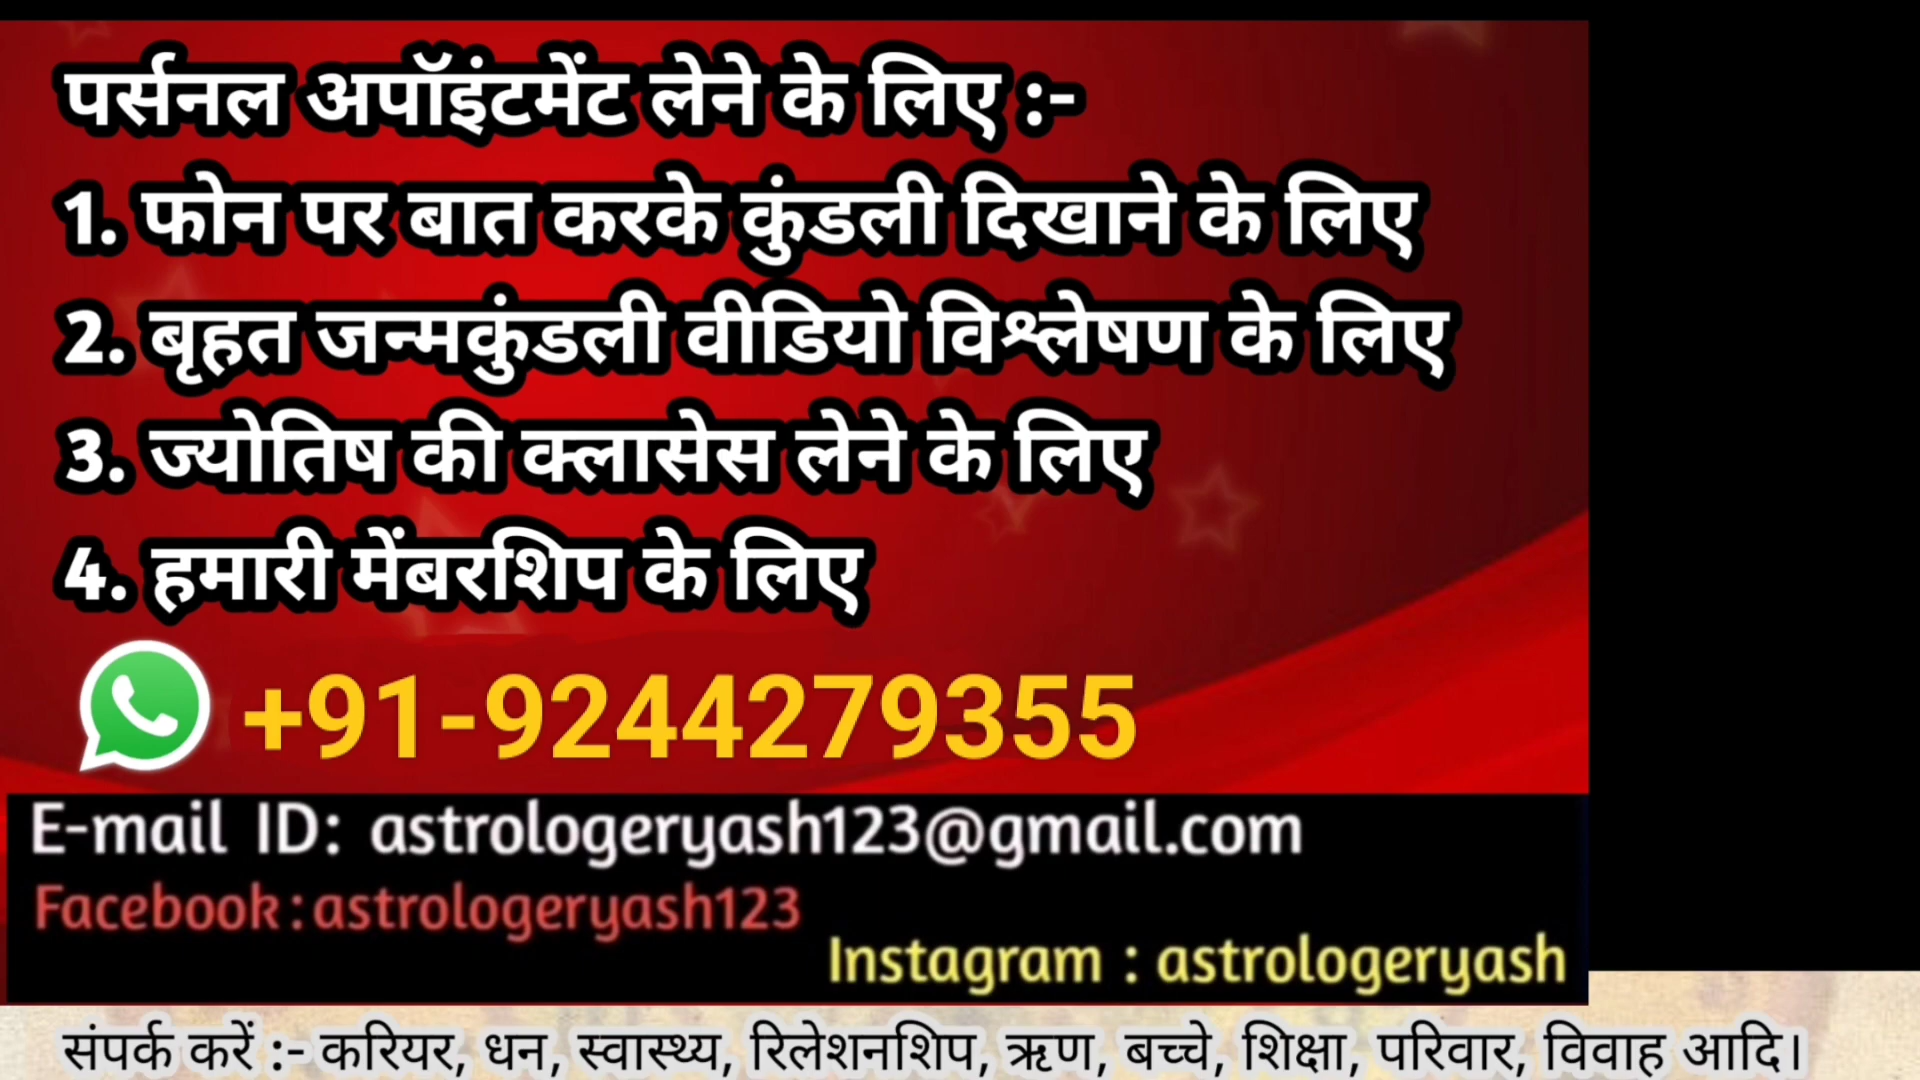 पर्सनल अपॉइंटमेंट लेने के लिए :-
1. फोन पर बात करके कुंडली दिखाने के लिए
2. बृहत जन्मकुंडली वीडियो विश्लेषण के लिए
3. ज्योतिष की क्लासेस लेने के लिए
4. हमारी मेंबरशिप के लिए
+91-9244279355
E-mail ID: astrologeryash123@gmail.com
Facebook : astrologeryash123
Instagram : astrologeryash
संपर्क करें :- करियर, धन, स्वास्थ्य, रिलेशनशिप, ऋण, बच्चे, शिक्षा, परिवार, विवाह आदि।